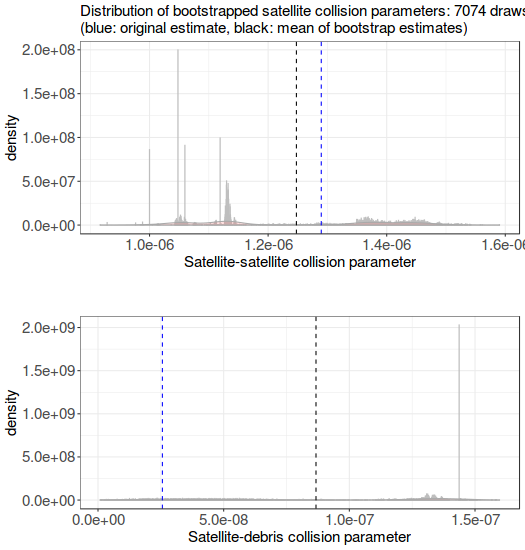 Distribution of bootstrapped satellite collision parameters: 7074 draws
(blue: original estimate, black: mean of bootstrap estimates)
2.0e+08
1.5e+08
1.0e+08
5.0e+07
0.0e+00
density
1.0e-06 1.2e-06 1.4e-06 1.6e-06
Satellite-satellite collision parameter
2.0e+09
1.5e+09
1.0e+09
5.0e+08
0.0e+00
density
0.0e+00 5.0e-08 1.0e-07 1.5e-07
Satellite-debris collision parameter